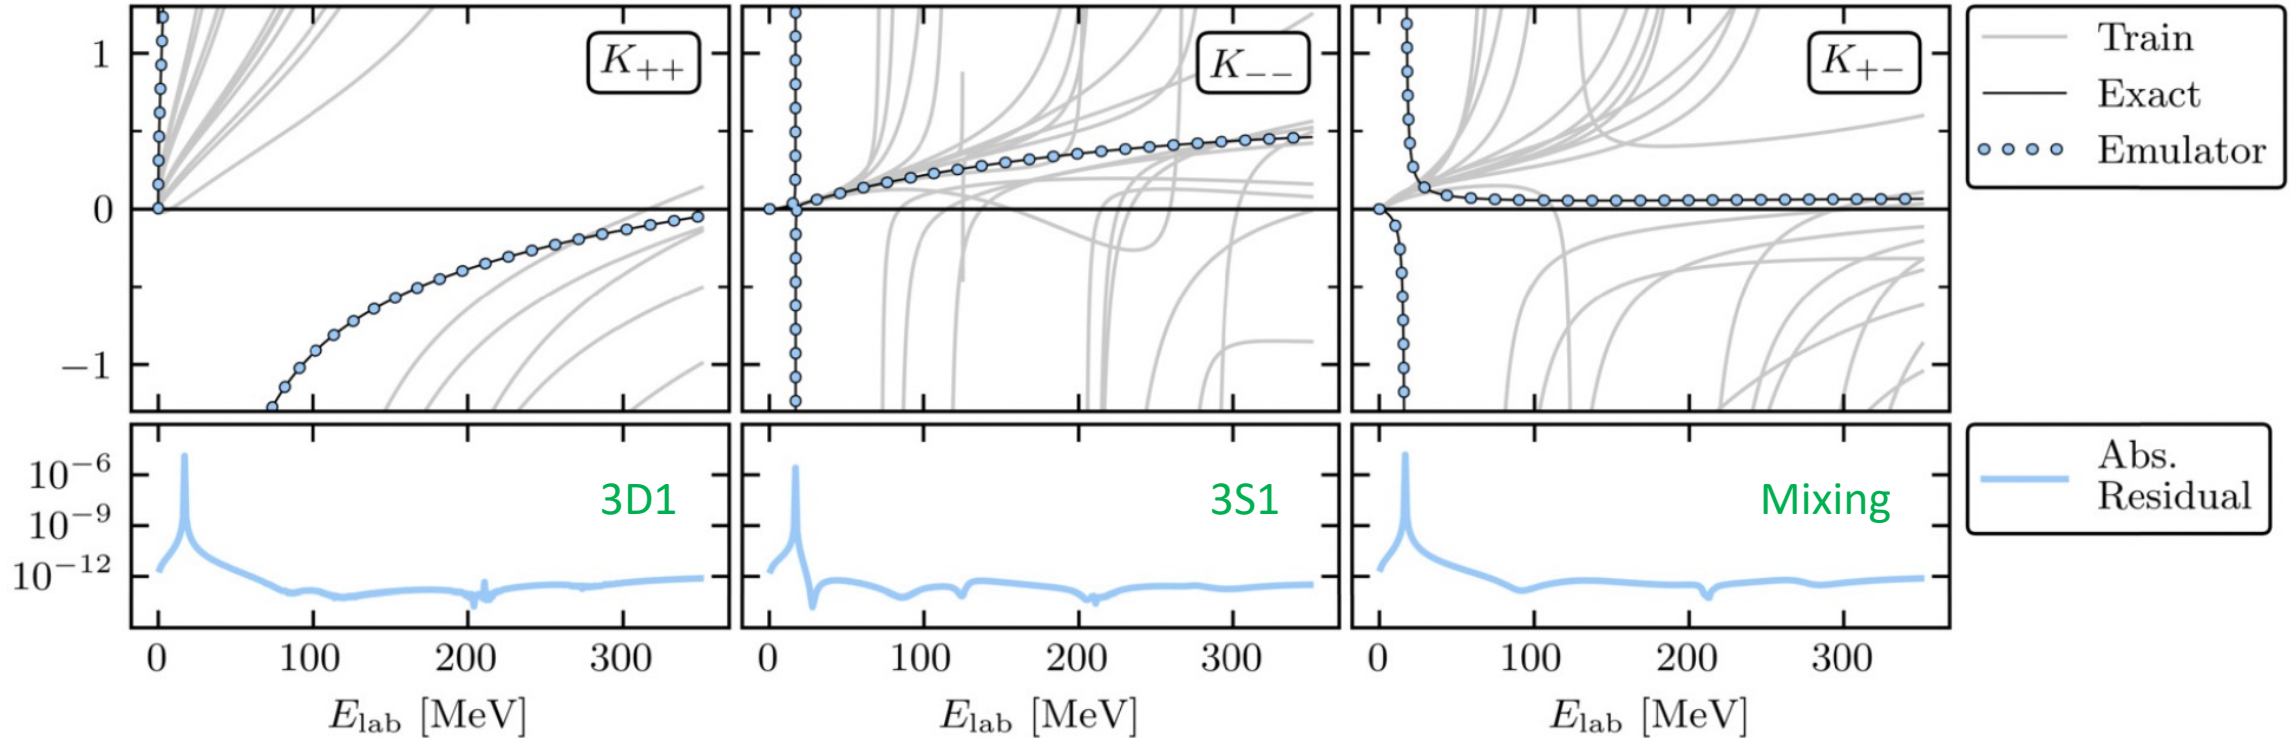 K++
K−−
K+−
Train
Exact
Emulator
1
0
−1
3D1
3S1
Mixing
Abs.
Residual
10−6
10−9
10−12
0 100 200 300
0 100 200 300
0 100 200 300
Elab [MeV]
Elab [MeV]
Elab [MeV]